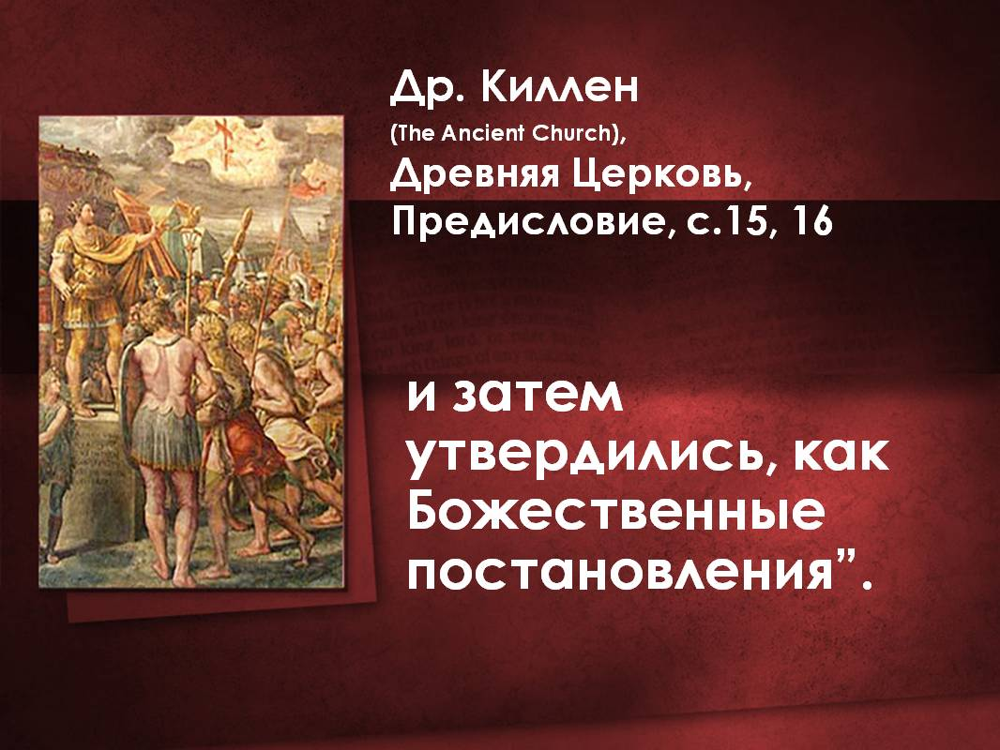 Др. Киллен
(The Ancient Church),
Древняя Церковь,
Предисловие, с.15, 16
и затем
утвердились, как
Божественные
постановления”.